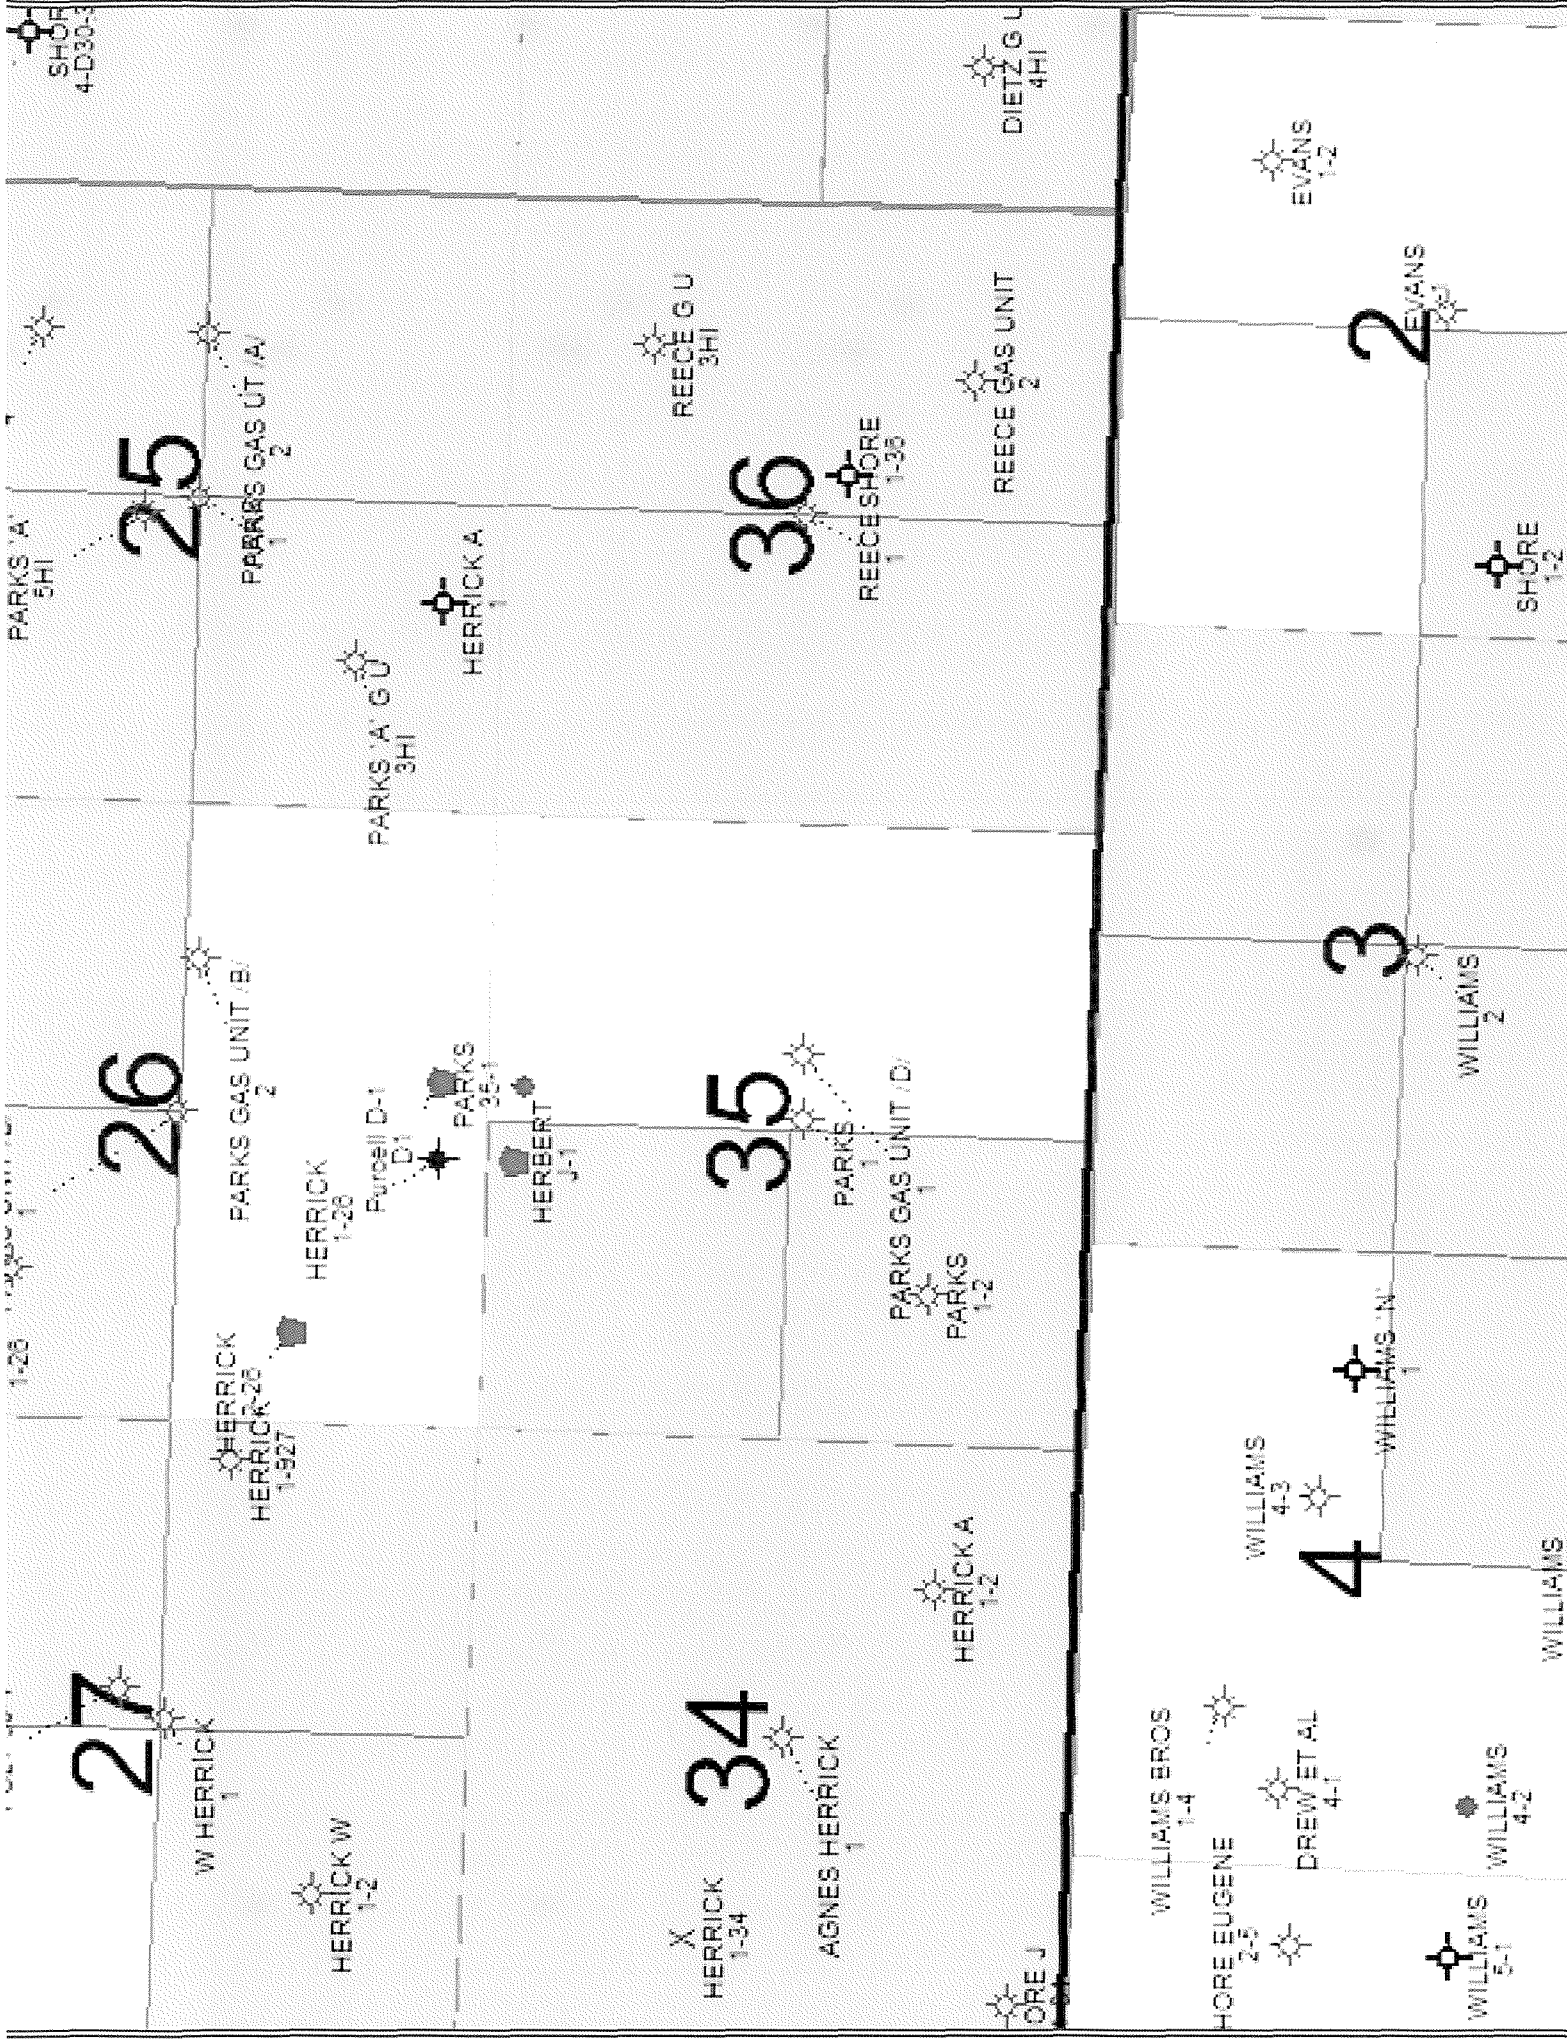 SHOR
4-D30-3
DIETZ G U
4HI
EVANS
1-2
EVANS
PARKS 'A'
5HI
25
PARKS GAS UT /A/
2
1
REECE G U
3HI
REECE GAS UNIT
2
HERRICK A
1
36
SHORE
1-36
REECE
1
2
SHORE
1-2
PARKS 'A' G U
3HI
26
PARKS GAS UNIT /B/
2
Purcell D-1
D1
PARKS
35-1
HERBERT
J-1
HERRICK
1-26
1-26
HERRICK
2-26
HERRICK
1-927
35
PARKS
1
PARKS GAS UNIT /D/
1
PARKS
1-2
3
WILLIAMS
2
WILLIAMS 'N'
1
WILLIAMS
4-3
4
WILLIAMS
27
W HERRICK
1
HERRICK W
1-2
34
HERRICK A
1-2
AGNES HERRICK
1
X
HERRICK
1-34
ORE J
WILLIAMS BROS
1-4
DREW ET AL
4-1
WILLIAMS
4-2
HORE EUGENE
2-5
WILLIAMS
5-1